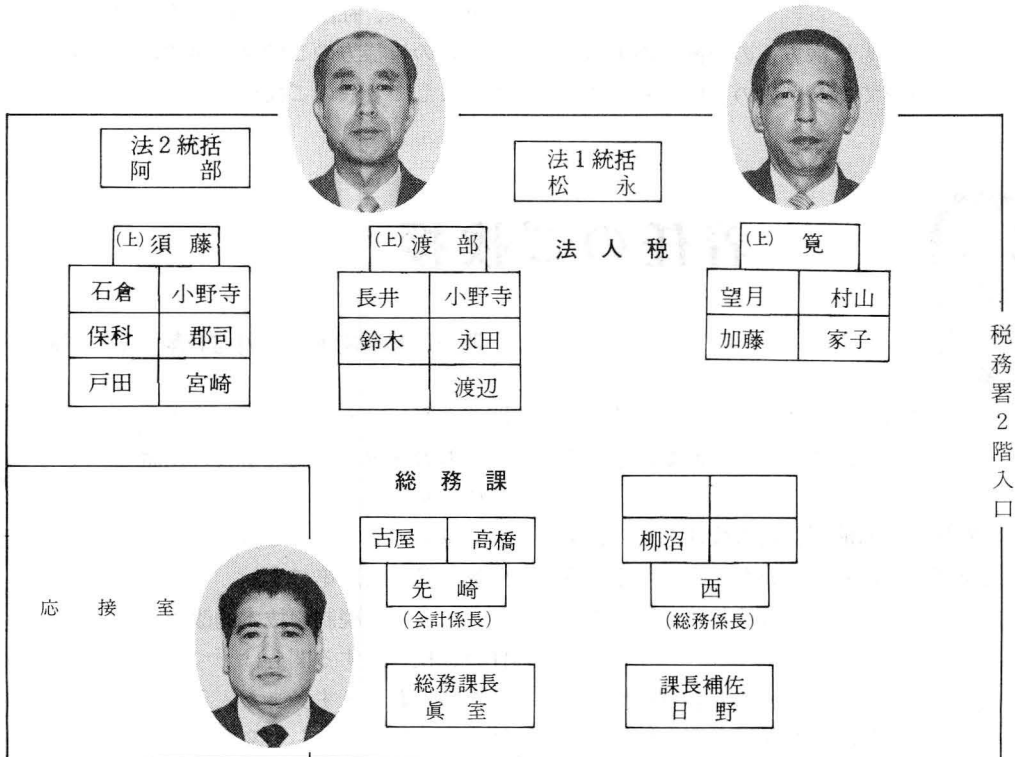 法2統括
阿部
法1統括
松永
(上)須藤
石倉 小野寺
保科 郡司
戸田 宮崎
(上)渡部
長井 小野寺
鈴木 永田
渡辺
法人税
(上)筧
望月 村山
加藤 家子
税務署2階入口
総務課
古屋 高橋
先崎
(会計係長)
柳沼
西
(総務係長)
応接室
総務課長
眞室
課長補佐
日野